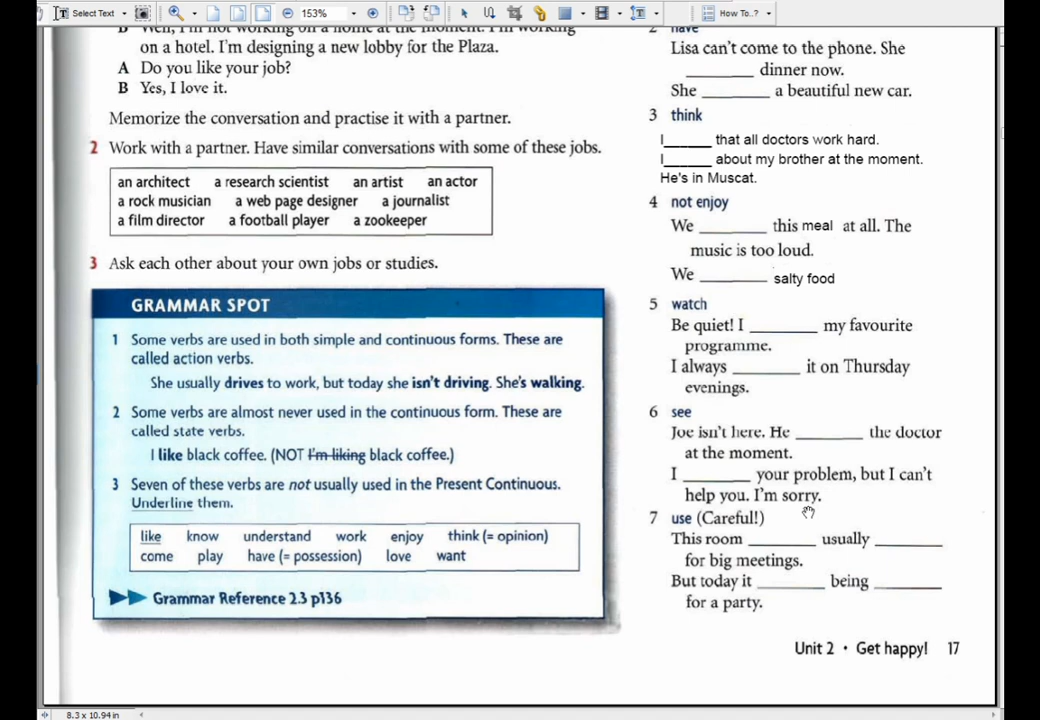 Select Text
153%
How To..?
B Well, I'm not working on a home at the moment. I'm working
on a hotel. I'm designing a new lobby for the Plaza.
A Do you like your job?
B Yes, I love it.
Memorize the conversation and practise it with a partner.
2 Work with a partner. Have similar conversations with some of these jobs.
an architect a research scientist an artist an actor
a rock musician a web page designer a journalist
a film director a football player a zookeeper
3 Ask each other about your own jobs or studies.
GRAMMAR SPOT
1 Some verbs are used in both simple and continuous forms. These are
called action verbs.
She usually drives to work, but today she isn't driving. She's walking.
2 Some verbs are almost never used in the continuous form. These are
called state verbs.
I like black coffee. (NOT I'm liking black coffee.)
3 Seven of these verbs are not usually used in the Present Continuous.
Underline them.
like know understand work enjoy think (= opinion)
come play have (= possession) love want
Grammar Reference 2.3 p136
2 have
Lisa can't come to the phone. She
_______ dinner now.
She _______ a beautiful new car.
3 think
I______ that all doctors work hard.
I______ about my brother at the moment.
He's in Muscat.
4 not enjoy
We _______ this meal at all. The
music is too loud.
We _______ salty food
5 watch
Be quiet! I _______ my favourite
programme.
I always _______ it on Thursday
evenings.
6 see
Joe isn't here. He _______ the doctor
at the moment.
I _______ your problem, but I can't
help you. I'm sorry.
7 use (Careful!)
This room _______ usually _______
for big meetings.
But today it _______ being _______
for a party.
Unit 2 • Get happy! 17
8.3 x 10.94 in